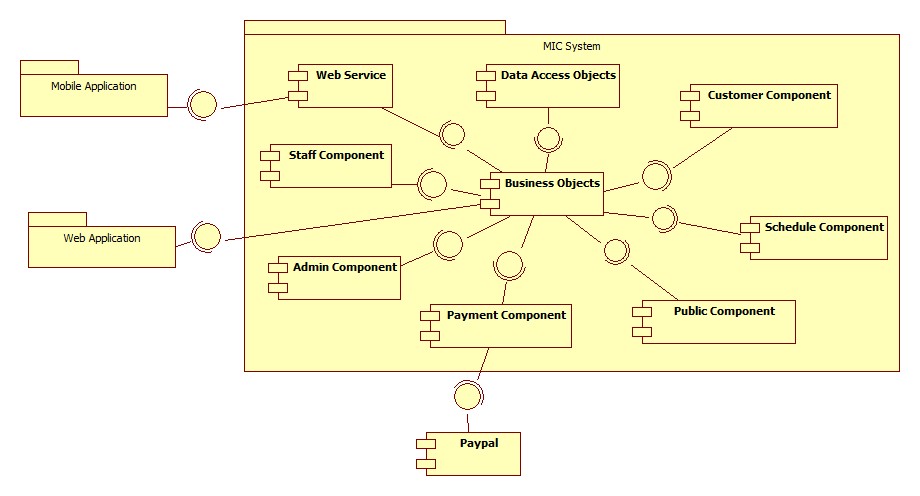 MIC System
Web Service
Data Access Objects
Mobile Application
Customer Component
Staff Component
Business Objects
Web Application
Schedule Component
Admin Component
Payment Component
Public Component
Paypal